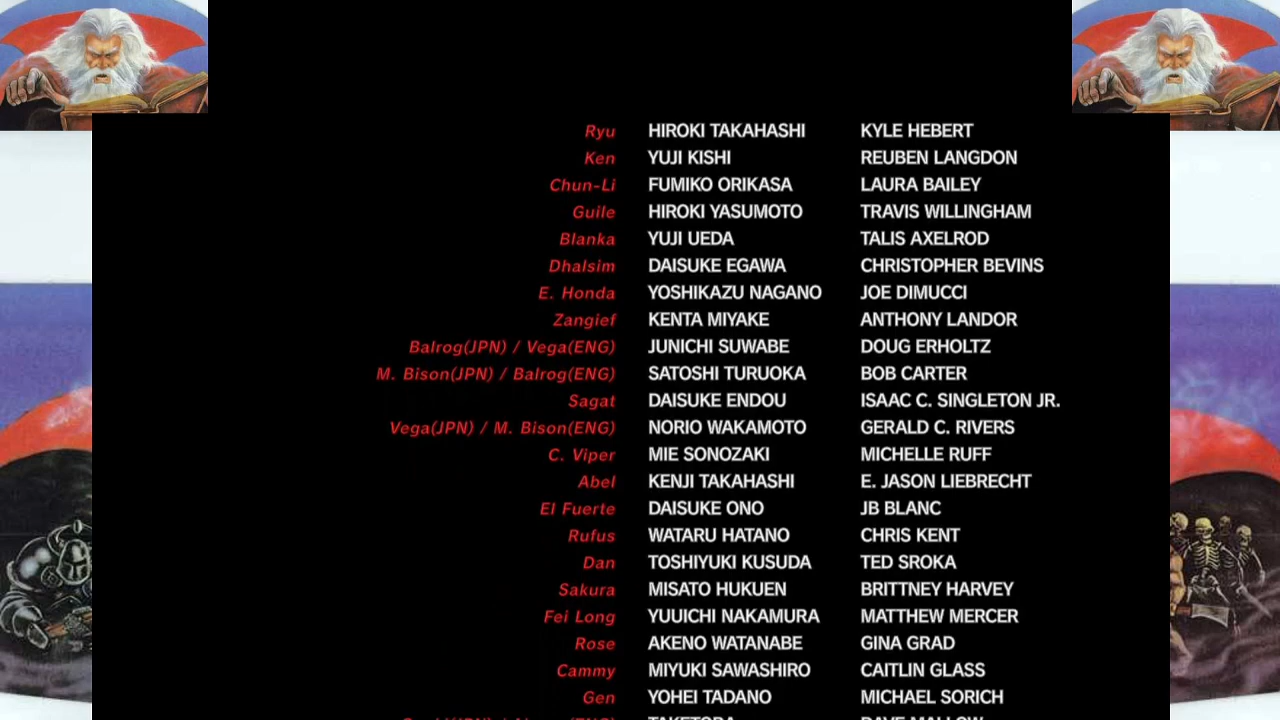 Ryu HIROKI TAKAHASHI KYLE HEBERT
Ken YUJI KISHI REUBEN LANGDON
Chun-Li FUMIKO ORIKASA LAURA BAILEY
Guile HIROKI YASUMOTO TRAVIS WILLINGHAM
Blanka YUJI UEDA TALIS AXELROD
Dhalsim DAISUKE EGAWA CHRISTOPHER BEVINS
E. Honda YOSHIKAZU NAGANO JOE DIMUCCI
Zangief KENTA MIYAKE ANTHONY LANDOR
Balrog(JPN) / Vega(ENG) JUNICHI SUWABE DOUG ERHOLTZ
M. Bison(JPN) / Balrog(ENG) SATOSHI TURUOKA BOB CARTER
Sagat DAISUKE ENDOU ISAAC C. SINGLETON JR.
Vega(JPN) / M. Bison(ENG) NORIO WAKAMOTO GERALD C. RIVERS
C. Viper MIE SONOZAKI MICHELLE RUFF
Abel KENJI TAKAHASHI E. JASON LIEBRECHT
El Fuerte DAISUKE ONO JB BLANC
Rufus WATARU HATANO CHRIS KENT
Dan TOSHIYUKI KUSUDA TED SROKA
Sakura MISATO HUKUEN BRITTNEY HARVEY
Fei Long YUUICHI NAKAMURA MATTHEW MERCER
Rose AKENO WATANABE GINA GRAD
Cammy MIYUKI SAWASHIRO CAITLIN GLASS
Gen YOHEI TADANO MICHAEL SORICH
TAKETORA DAVE MALLOW